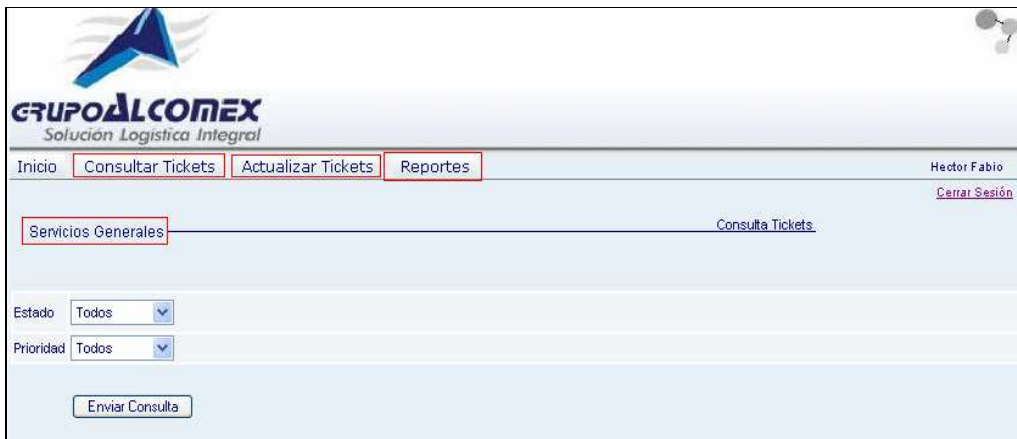 GRUPOALCOMEX
Solución Logística Integral
Inicio Consultar Tickets Actualizar Tickets Reportes Hector Fabio
Cerrar Sesión
Servicios Generales Consulta Tickets
Estado Todos
Prioridad Todos
Enviar Consulta